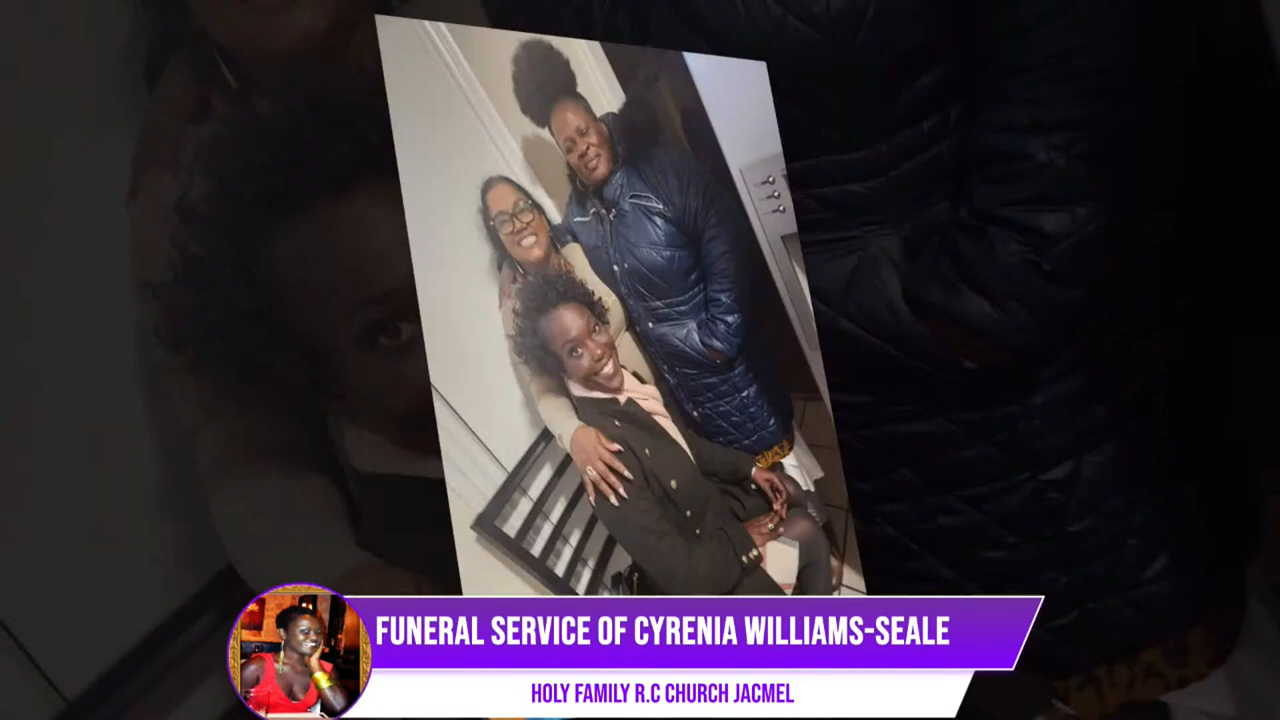 FUNERAL SERVICE OF CYRENIA WILLIAMS-SEALE
HOLY FAMILY R.C CHURCH JACMEL